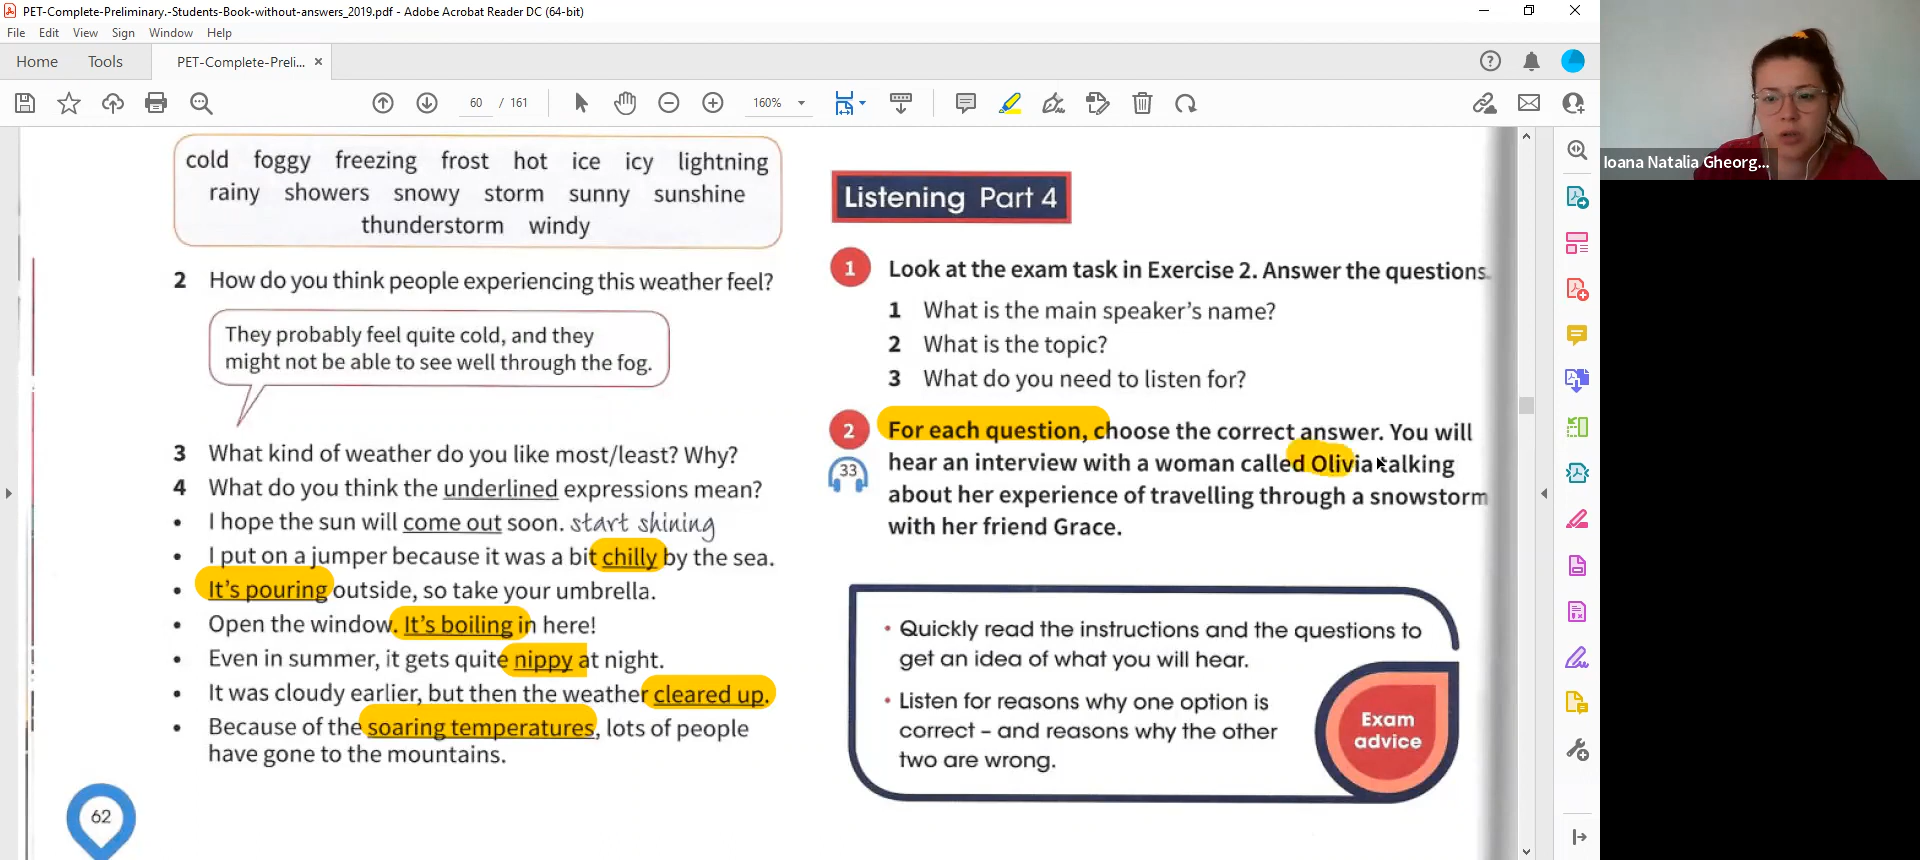 PET-Complete-Preliminary.-Students-Book-without-answers_2019.pdf - Adobe Acrobat Reader DC (64-bit)
File Edit View Sign Window Help
Home Tools PET-Complete-Preli... ×
60 / 161 160%
cold foggy freezing frost hot ice icy lightning
rainy showers snowy storm sunny sunshine
thunderstorm windy
2 How do you think people experiencing this weather feel?
They probably feel quite cold, and they
might not be able to see well through the fog.
3 What kind of weather do you like most/least? Why?
4 What do you think the underlined expressions mean?
• I hope the sun will come out soon. start shining
• I put on a jumper because it was a bit chilly by the sea.
• It's pouring outside, so take your umbrella.
• Open the window. It's boiling in here!
• Even in summer, it gets quite nippy at night.
• It was cloudy earlier, but then the weather cleared up.
• Because of the soaring temperatures, lots of people
have gone to the mountains.
62
Listening Part 4
1 Look at the exam task in Exercise 2. Answer the questions.
1 What is the main speaker's name?
2 What is the topic?
3 What do you need to listen for?
2 For each question, choose the correct answer. You will
33 hear an interview with a woman called Olivia talking
about her experience of travelling through a snowstorm
with her friend Grace.
• Quickly read the instructions and the questions to
get an idea of what you will hear.
• Listen for reasons why one option is
correct – and reasons why the other
two are wrong.
Exam
advice
Ioana Natalia Gheorg...